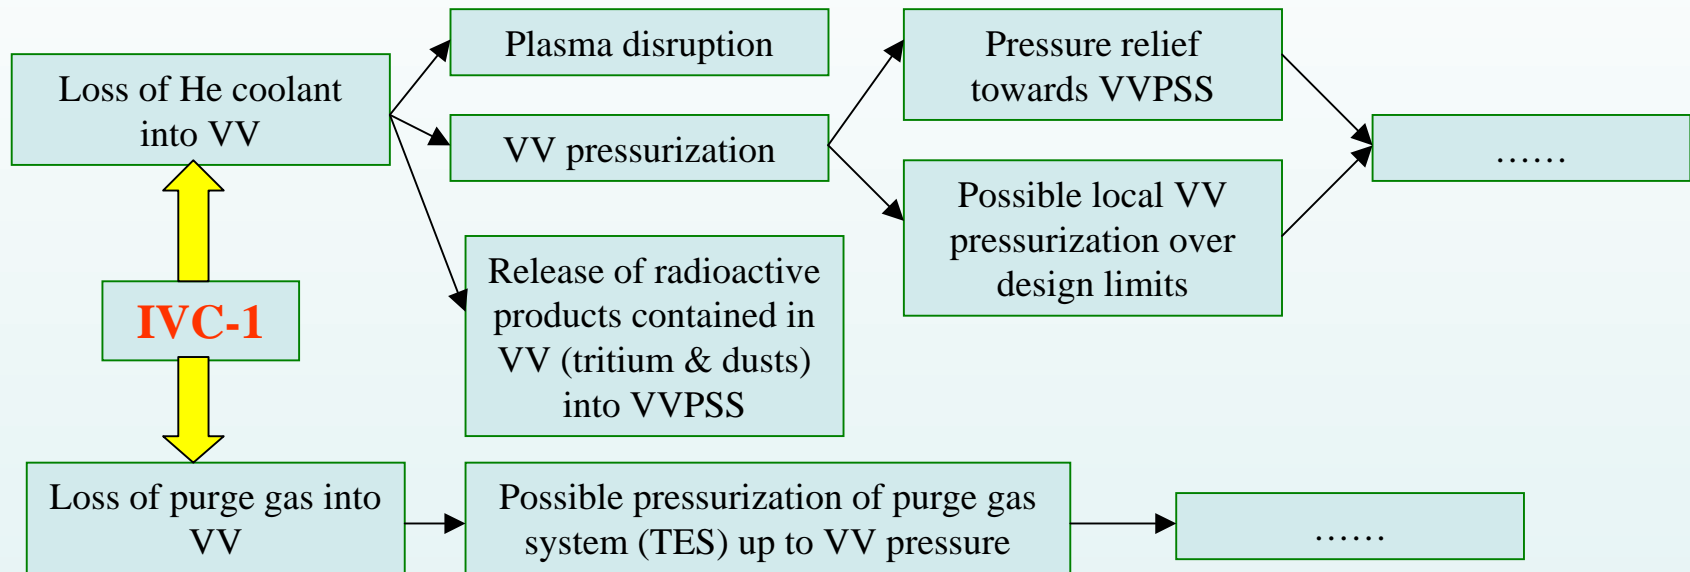 Loss of He coolant
into VV
Plasma disruption
VV pressurization
Release of radioactive
products contained in
VV (tritium & dusts)
into VVPSS
Pressure relief
towards VVPSS
Possible local VV
pressurization over
design limits
……
IVC-1
Loss of purge gas into
VV
Possible pressurization of purge gas
system (TES) up to VV pressure
……